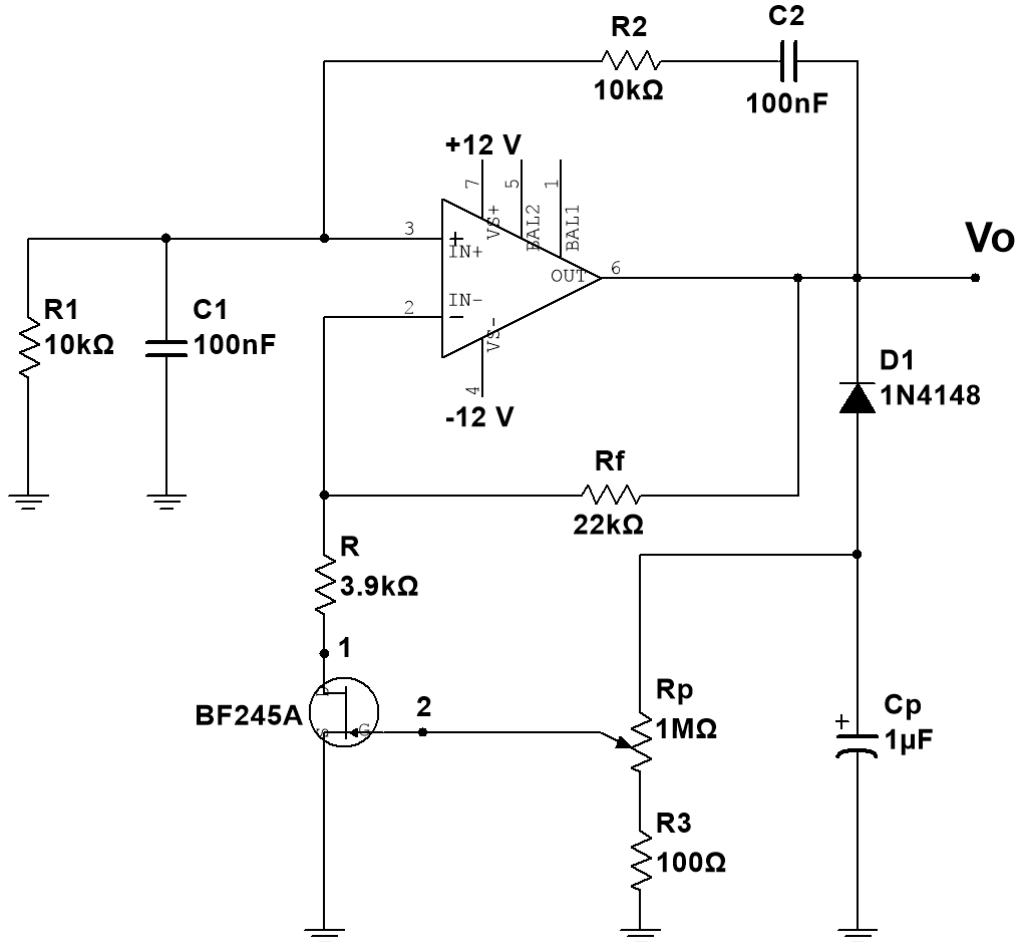 C2
R2
10kΩ
100nF
+12 V
7
5
1
VS+
BAL2
BAL1
3
+
IN+
Vo
OUT
6
R1
10kΩ
C1
100nF
IN-
2
−
VS-
4
-12 V
D1
1N4148
Rf
22kΩ
R
3.9kΩ
1
D
BF245A
S
G
2
Rp
1MΩ
Cp
+
1µF
R3
100Ω